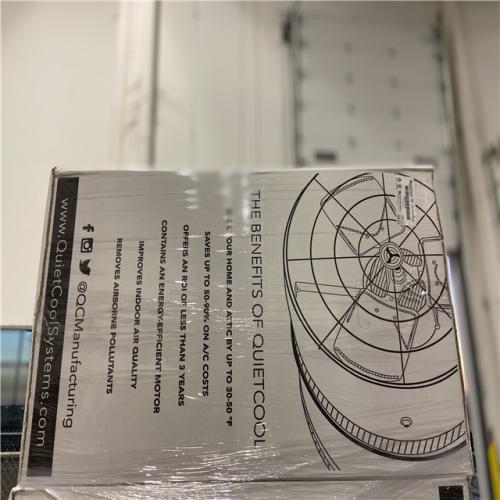 THE BENEFITS OF QUIETCOOL
YOUR HOME AND ATTIC BY UP TO 30-50 °F
SAVES UP TO 50-90% ON A/C COSTS
OFFERS AN ROI OF LESS THAN 3 YEARS
CONTAINS AN ENERGY-EFFICIENT MOTOR
IMPROVES INDOOR AIR QUALITY
REMOVES AIRBORNE POLLUTANTS
@QCManufacturing
www.QuietCoolSystems.com